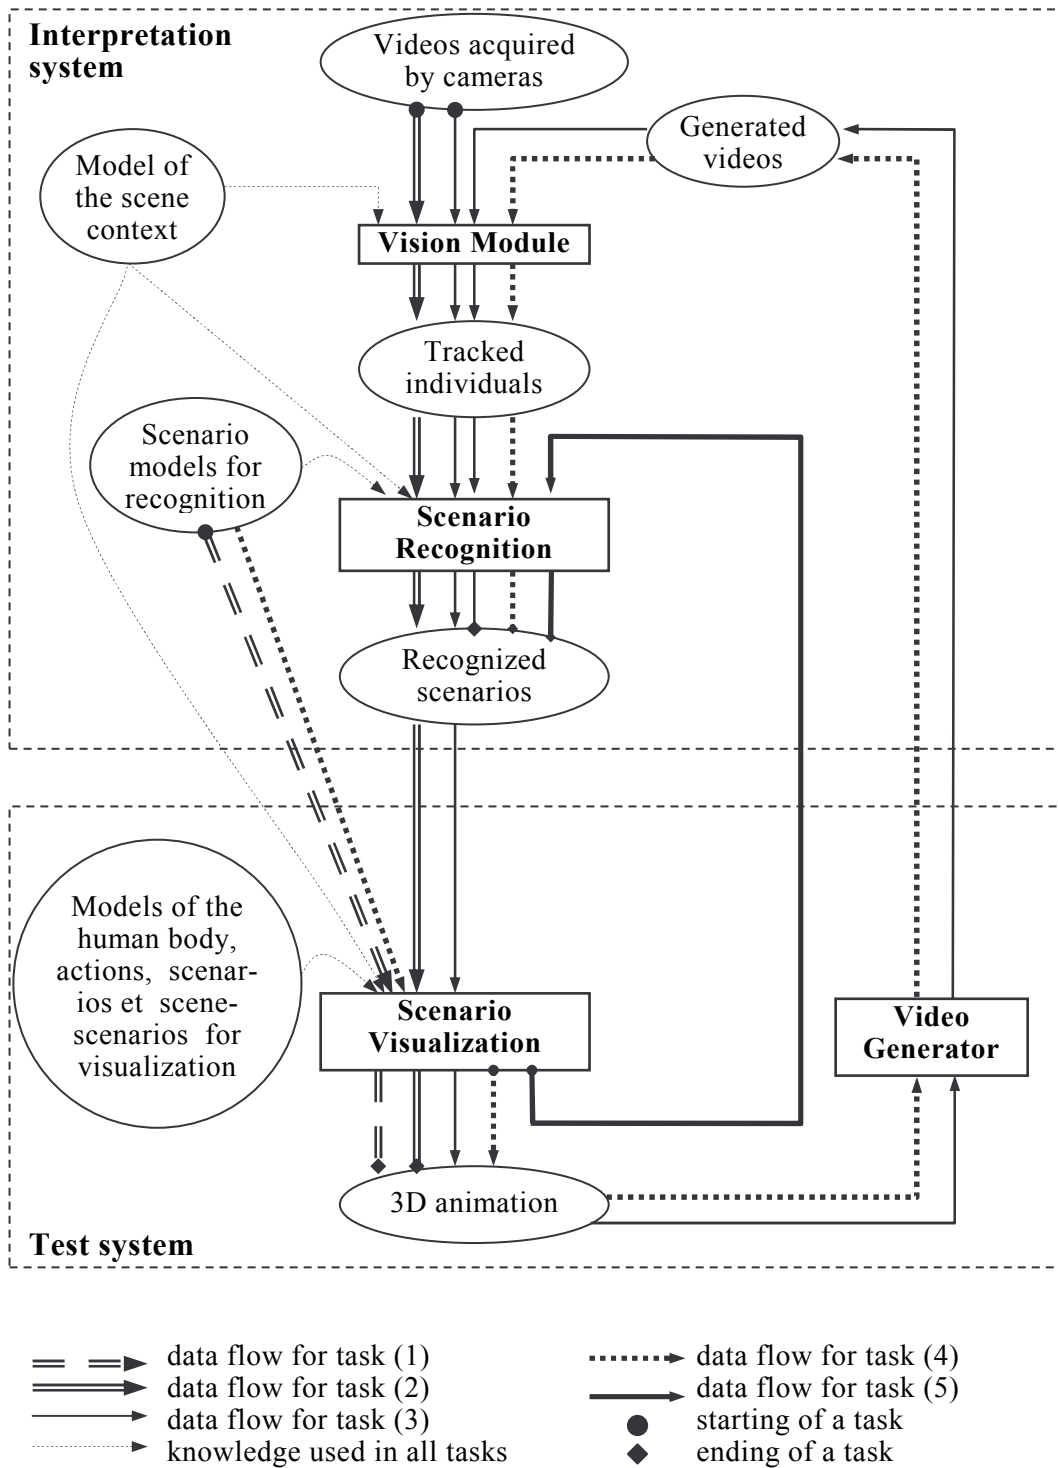 Interpretation
system
Videos acquired
by cameras
Generated
videos
Model of
the scene
context
Vision Module
Tracked
individuals
Scenario
models for
recognition
Scenario
Recognition
Recognized
scenarios
Models of the
human body,
actions, scenar-
ios et scene-
scenarios for
visualization
Scenario
Visualization
Video
Generator
3D animation
Test system
data flow for task (1)
data flow for task (2)
data flow for task (3)
knowledge used in all tasks
data flow for task (4)
data flow for task (5)
starting of a task
ending of a task